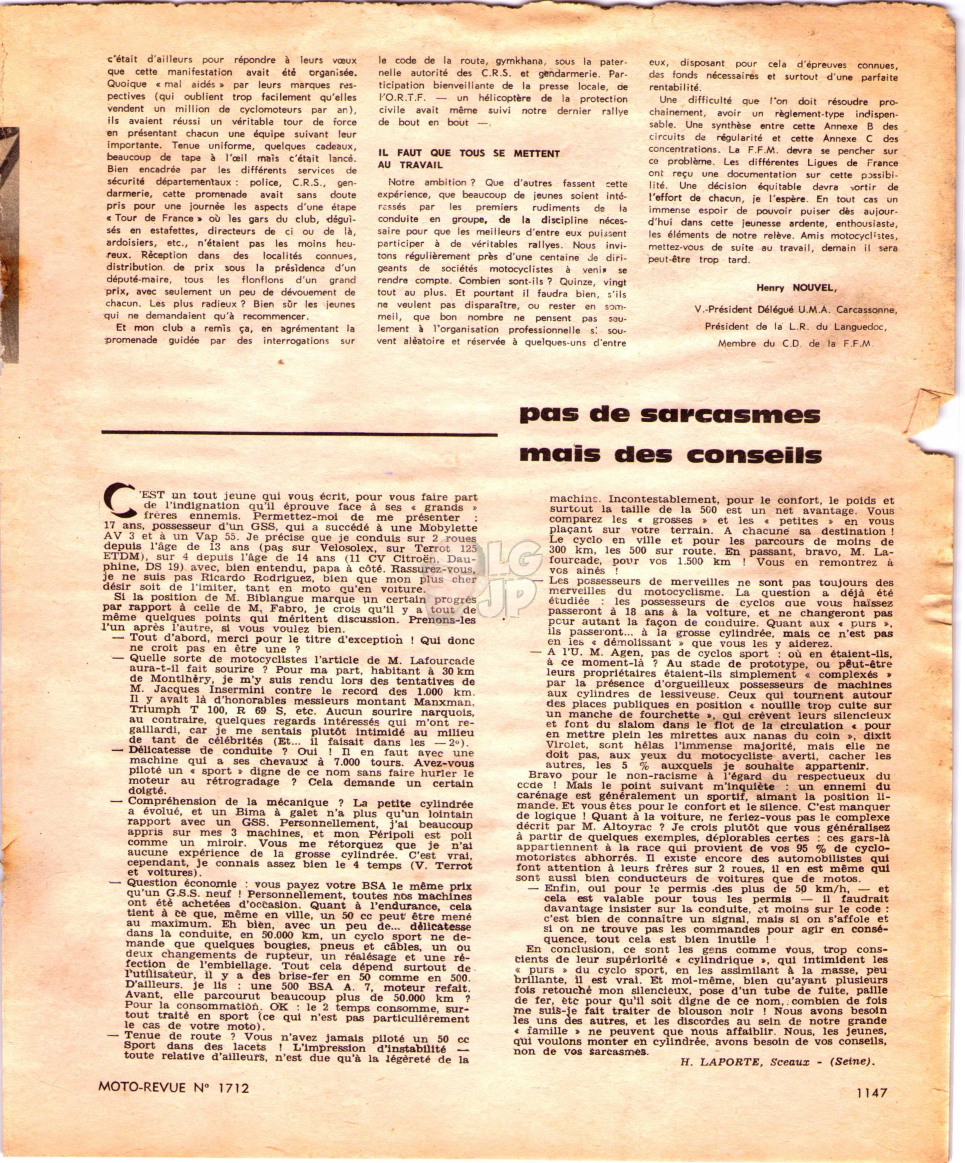 c'était d'ailleurs pour répondre à leurs vœux
que cette manifestation avait été organisée.
Quoique « mal aidés » par leurs marques res-
pectives (qui oublient trop facilement qu'elles
vendent un million de cyclomoteurs par an),
ils avaient réussi un véritable tour de force
en présentant chacun une équipe suivant leur
importante. Tenue uniforme, quelques cadeaux,
beaucoup de tape à l'œil mais c'était lancé.
Bien encadrée par les différents services de
sécurité départementaux : police, C.R.S., gen-
darmerie, cette promenade avait sans doute
pris pour une journée les aspects d'une étape
« Tour de France » où les gars du club, dégui-
sés en estafettes, directeurs de ci ou de là,
ardoisiers, etc., n'étaient pas les moins heu-
reux. Réception dans des localités connues,
distribution de prix sous la présidence d'un
député-maire, tous les flonflons d'un grand
prix, avec seulement un peu de dévouement de
chacun. Les plus radieux ? Bien sûr les jeunes
qui ne demandaient qu'à recommencer.
Et mon club a remis ça, en agrémentant la
promenade guidée par des interrogations sur
le code de la route, gymkhana, sous la pater-
nelle autorité des C.R.S. et gendarmerie. Par-
ticipation bienveillante de la presse locale, de
l'O.R.T.F. — un hélicoptère de la protection
civile avait même suivi notre dernier rallye
de bout en bout —.
IL FAUT QUE TOUS SE METTENT
AU TRAVAIL
Notre ambition ? Que d'autres fassent cette
expérience, que beaucoup de jeunes soient inté-
ressés par les premiers rudiments de la
conduite en groupe, de la discipline néces-
saire pour que les meilleurs d'entre eux puissent
participer à de véritables rallyes. Nous invi-
tons régulièrement près d'une centaine de diri-
geants de sociétés motocyclistes à venir se
rendre compte. Combien sont-ils ? Quinze, vingt
tout au plus. Et pourtant il faudra bien, s'ils
ne veulent pas disparaître, ou rester en som-
meil, que bon nombre ne pensent pas seu-
lement à l'organisation professionnelle si sou-
vent aléatoire et réservée à quelques-uns d'entre
eux, disposant pour cela d'épreuves connues,
des fonds nécessaires et surtout d'une parfaite
rentabilité.
Une difficulté que l'on doit résoudre pro-
chainement, avoir un règlement-type indispen-
sable. Une synthèse entre cette Annexe B des
circuits de régularité et cette Annexe C des
concentrations. La F.F.M. devra se pencher sur
ce problème. Les différentes Ligues de France
ont reçu une documentation sur cette possibi-
lité. Une décision équitable devra sortir de
l'effort de chacun, je l'espère. En tout cas un
immense espoir de pouvoir puiser dès aujour-
d'hui dans cette jeunesse ardente, enthousiaste,
les éléments de notre relève. Amis motocyclistes,
mettez-vous de suite au travail, demain il sera
peut-être trop tard.
Henry NOUVEL,
V.-Président Délégué U.M.A. Carcassonne,
Président de la L.R. du Languedoc,
Membre du C.D. de la F.F.M.
pas de sarcasmes
mais des conseils
C'EST un tout jeune qui vous écrit, pour vous faire part
de l'indignation qu'il éprouve face à ses « grands »
frères ennemis. Permettez-moi de me présenter :
17 ans, possesseur d'un GSS, qui a succédé à une Mobylette
AV 3 et à un Vap 55. Je précise que je conduis sur 2 roues
depuis l'âge de 13 ans (pas sur Velosolex, sur Terrot 125
ETDM), sur 4 depuis l'âge de 14 ans (11 CV Citroën, Dau-
phine, DS 19) avec, bien entendu, papa à côté. Rassurez-vous,
je ne suis pas Ricardo Rodriguez, bien que mon plus cher
désir soit de l'imiter, tant en moto qu'en voiture.
Si la position de M. Biblangue marque un certain progrès
par rapport à celle de M. Fabro, je crois qu'il y a tout de
même quelques points qui méritent discussion. Prenons-les
l'un après l'autre, si vous voulez bien.
— Tout d'abord, merci pour le titre d'exception ! Qui donc
ne croit pas en être une ?
— Quelle sorte de motocyclistes l'article de M. Lafourcade
aura-t-il fait sourire ? Pour ma part, habitant à 30 km
de Montlhéry, je m'y suis rendu lors des tentatives de
M. Jacques Insermini contre le record des 1.000 km.
Il y avait là d'honorables messieurs montant Manxman,
Triumph T 100, R 69 S, etc. Aucun sourire narquois,
au contraire, quelques regards intéressés qui m'ont re-
gaillardi, car je me sentais plutôt intimidé au milieu
de tant de célébrités (Et... il faisait dans les —2°).
— Délicatesse de conduite ? Oui ! Il en faut avec une
machine qui a ses chevaux à 7.000 tours. Avez-vous
piloté un « sport » digne de ce nom sans faire hurler le
moteur au rétrogradage ? Cela demande un certain
doigté.
— Compréhension de la mécanique ? La petite cylindrée
a évolué, et un Bima à galet n'a plus qu'un lointain
rapport avec un GSS. Personnellement, j'ai beaucoup
appris sur mes 3 machines, et mon Péripoli est poli
comme un miroir. Vous me rétorquez que je n'ai
aucune expérience de la grosse cylindrée. C'est vrai,
cependant, je connais assez bien le 4 temps (V. Terrot
et voitures).
— Question économie : vous payez votre BSA le même prix
qu'un G.S.S. neuf ! Personnellement, toutes nos machines
ont été achetées d'occasion. Quant à l'endurance, cela
tient à ce que, même en ville, un 50 cc peut être mené
au maximum. Eh bien, avec un peu de... délicatesse
dans la conduite, en 50.000 km, un cyclo sport ne de-
mande que quelques bougies, pneus et câbles, un ou
deux changements de rupteur, un réalésage et une ré-
fection de l'embiellage. Tout cela dépend surtout de
l'utilisateur, il y a des brise-fer en 50 comme en 500.
D'ailleurs, je lis : une 500 BSA A. 7, moteur refait.
Avant, elle parcourut beaucoup plus de 50.000 km ?
Pour la consommation, OK : le 2 temps consomme, sur-
tout traité en sport (ce qui n'est pas particulièrement
le cas de votre moto).
— Tenue de route ? Vous n'avez jamais piloté un 50 cc
Sport dans des lacets ! L'impression d'instabilité —
toute relative d'ailleurs, n'est due qu'à la légèreté de la
machine. Incontestablement, pour le confort, le poids et
surtout la taille de la 500 est un net avantage. Vous
comparez les « grosses » et les « petites » en vous
plaçant sur votre terrain. A chacune sa destination !
Le cyclo en ville et pour les parcours de moins de
300 km, les 500 sur route. En passant, bravo, M. La-
fourcade, pour vos 1.500 km ! Vous en remontrez à
vos aînés !
— Les possesseurs de merveilles ne sont pas toujours des
merveilles du motocyclisme. La question a déjà été
étudiée : les possesseurs de cyclos que vous haïssez
passeront à 18 ans à la voiture, et ne changeront pas
pour autant la façon de conduire. Quant aux « purs »,
ils passeront... à la grosse cylindrée, mais ce n'est pas
en les « démolissant » que vous les y aiderez.
— A l'U. M. Agen, pas de cyclos sport : où en étaient-ils,
à ce moment-là ? Au stade de prototype, ou peut-être
leurs propriétaires étaient-ils simplement « complexés »
par la présence d'orgueilleux possesseurs de machines
aux cylindres de lessiveuse. Ceux qui tournent autour
des places publiques en position « nouille trop cuite sur
un manche de fourchette », qui crèvent leurs silencieux
et font du slalom dans le flot de la circulation « pour
en mettre plein les mirettes aux nanas du coin », dixit
Virolet, sont hélas l'immense majorité, mais elle ne
doit pas, aux yeux du motocycliste averti, cacher les
autres, les 5 % auxquels je souhaite appartenir.
Bravo pour le non-racisme à l'égard du respectueux du
code ! Mais le point suivant m'inquiète : un ennemi du
carénage est généralement un sportif, aimant la position li-
mande. Et vous êtes pour le confort et le silence. C'est manquer
de logique ! Quant à la voiture, ne feriez-vous pas le complexe
décrit par M. Altoyrac ? Je crois plutôt que vous généralisez
à partir de quelques exemples, déplorables certes : ces gars-là
appartiennent à la race qui provient de vos 95 % de cyclo-
motoristes abhorrés. Il existe encore des automobilistes qui
font attention à leurs frères sur 2 roues, il en est même qui
sont aussi bien conducteurs de voitures que de motos.
— Enfin, oui pour le permis des plus de 50 km/h, — et
cela est valable pour tous les permis — il faudrait
davantage insister sur la conduite, et moins sur le code :
c'est bien de connaître un signal, mais si on s'affole et
si on ne trouve pas les commandes pour agir en consé-
quence, tout cela est bien inutile !
En conclusion, ce sont les gens comme vous, trop cons-
cients de leur supériorité « cylindrique », qui intimident les
« purs » du cyclo sport, en les assimilant à la masse, peu
brillante, il est vrai. Et moi-même, bien qu'ayant plusieurs
fois retouché mon silencieux, pose d'un tube de fuite, paille
de fer, etc pour qu'il soit digne de ce nom, combien de fois
me suis-je fait traiter de blouson noir ! Nous avons besoin
les uns des autres, et les discordes au sein de notre grande
« famille » ne peuvent que nous affaiblir. Nous, les jeunes,
qui voulons monter en cylindrée, avons besoin de vos conseils,
non de vos sarcasmes.
H. LAPORTE, Sceaux - (Seine).
LG
JP
MOTO-REVUE N° 1712
1147